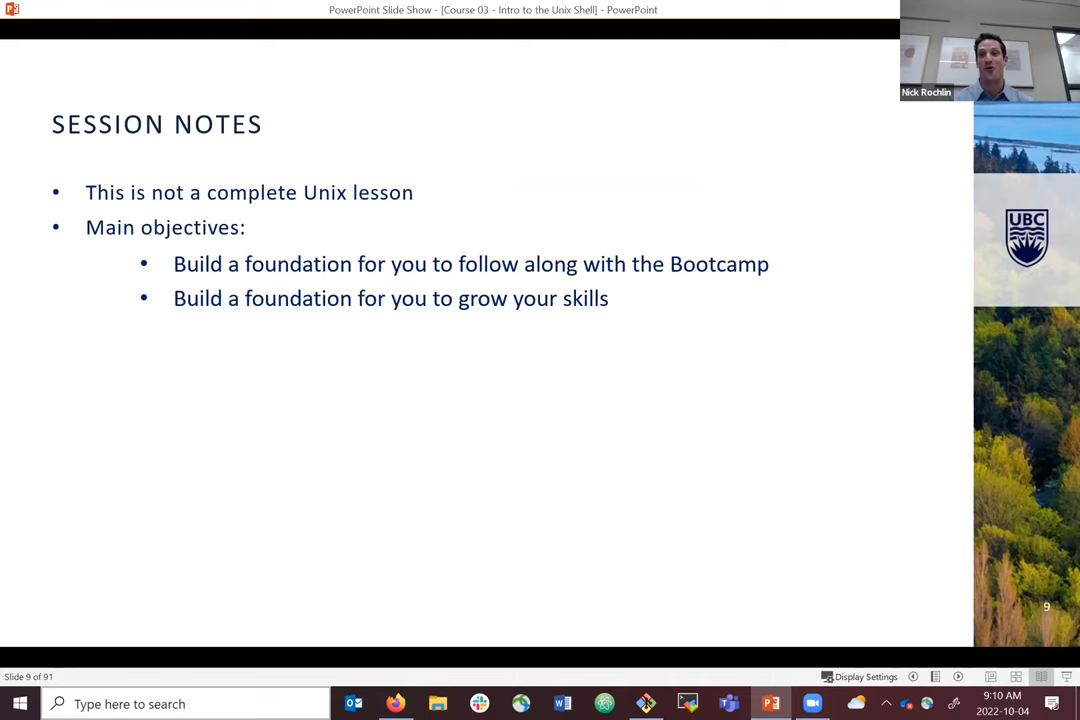 PowerPoint Slide Show - [Course 03 - Intro to the Unix Shell] - PowerPoint
Nick Rochlin
SESSION NOTES
• This is not a complete Unix lesson
• Main objectives:
• Build a foundation for you to follow along with the Bootcamp
• Build a foundation for you to grow your skills
UBC
9
Slide 9 of 91
Display Settings
Type here to search
9:10 AM
2022-10-04